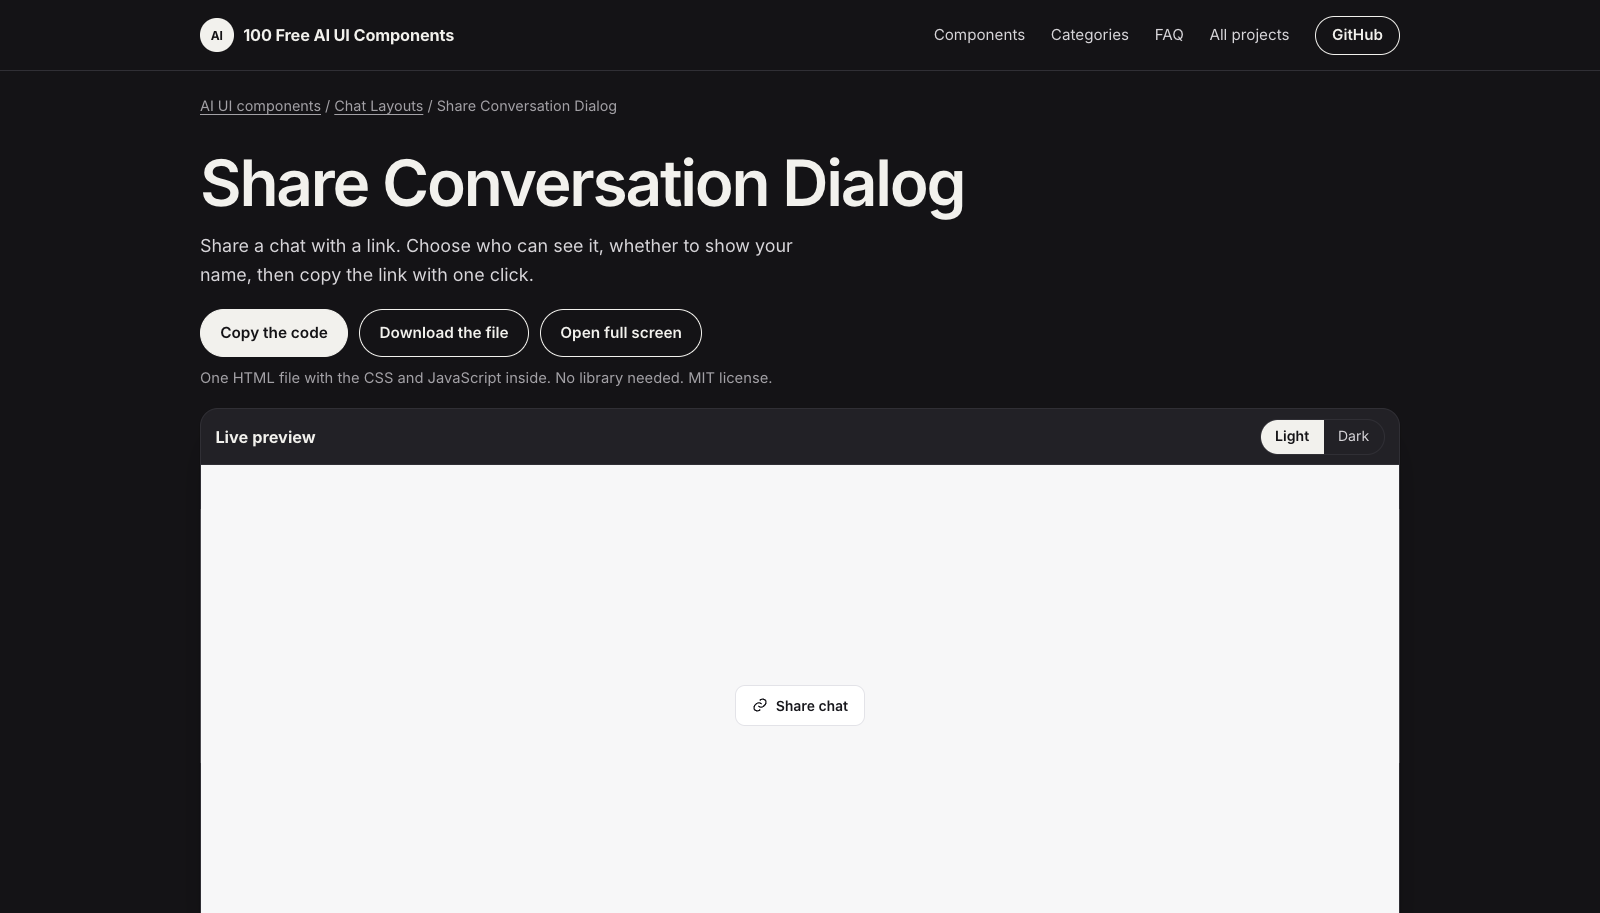 AI
100 Free AI UI Components
Components
Categories
FAQ
All projects
GitHub
AI UI components / Chat Layouts / Share Conversation Dialog
Share Conversation Dialog
Share a chat with a link. Choose who can see it, whether to show your
name, then copy the link with one click.
Copy the code
Download the file
Open full screen
One HTML file with the CSS and JavaScript inside. No library needed. MIT license.
Live preview
Light
Dark
Share chat